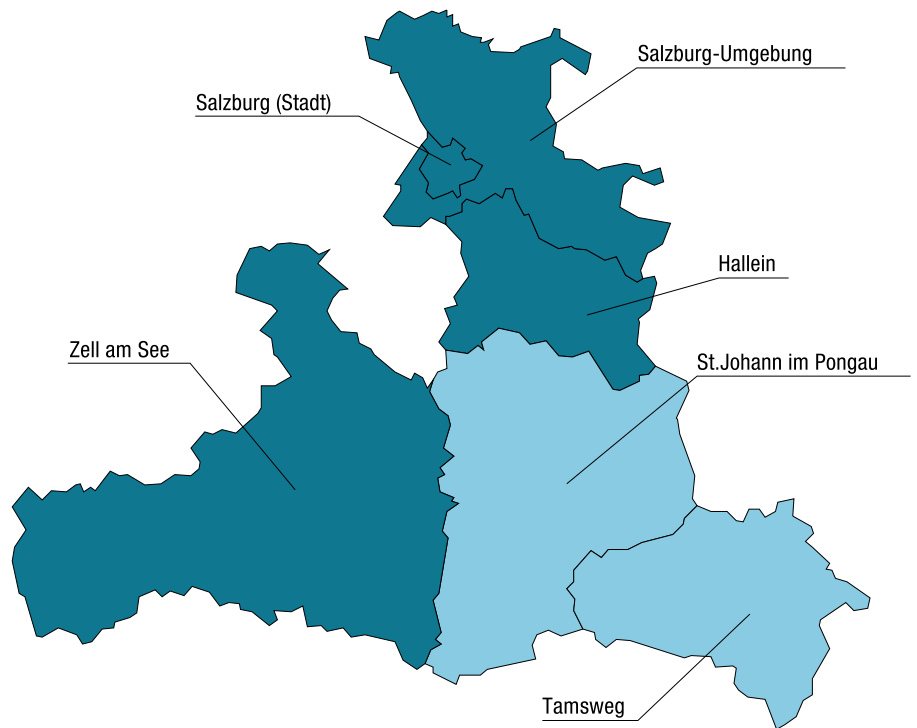 Salzburg-Umgebung
Salzburg (Stadt)
Hallein
Zell am See
St.Johann im Pongau
Tamsweg